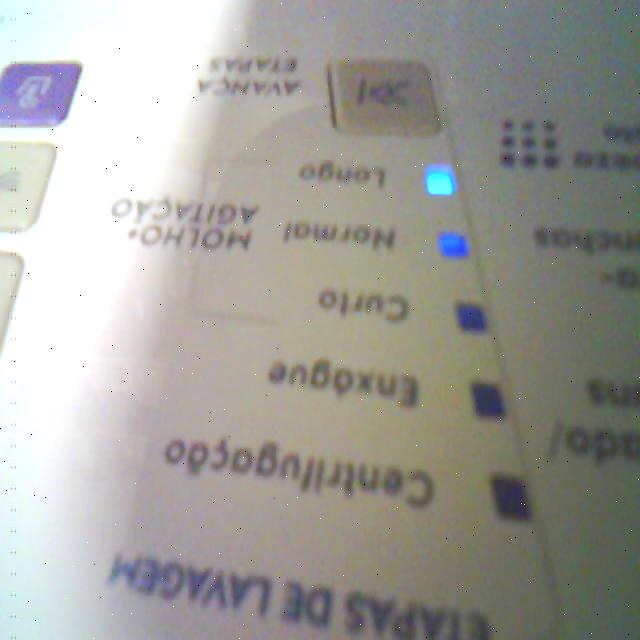 ETAPAS DE LAVAGEM
Centrifugação
Enxágue
Curto
Normal
MOLHO+
AGITAÇÃO
Longo
AVANÇA
ETAPAS